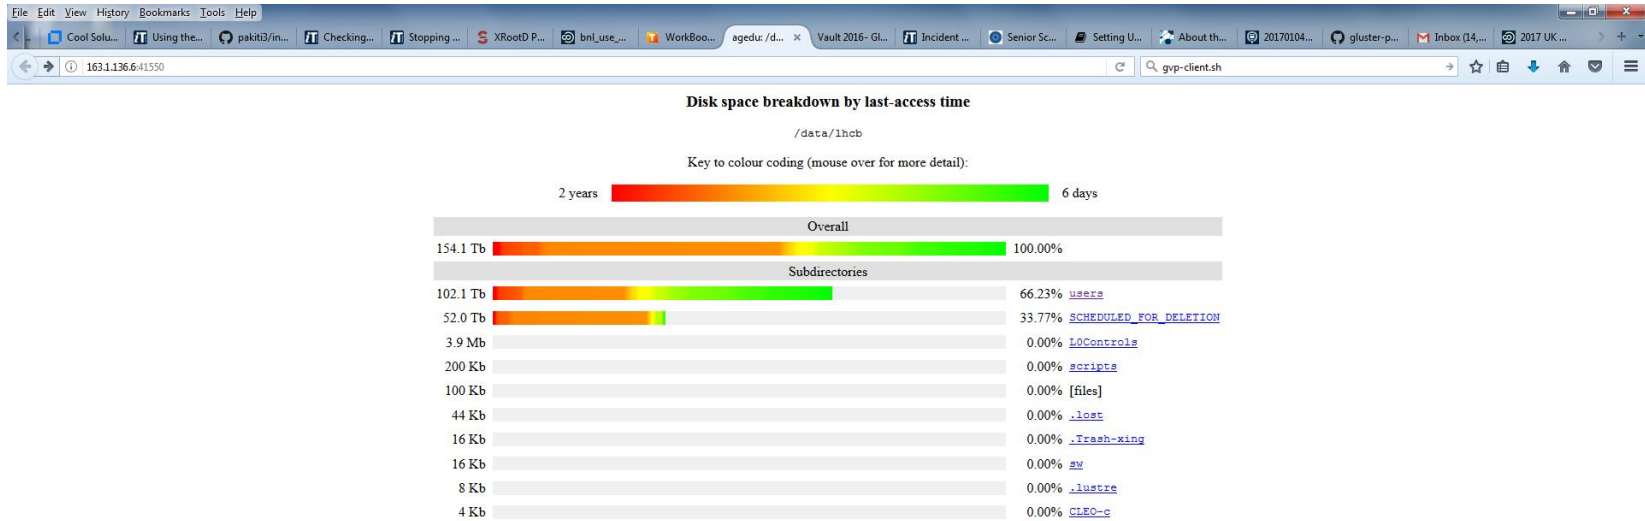 File Edit View History Bookmarks Tools Help
Cool Solu... Using the... pakiti3/in... Checking... Stopping ... XRootD P... bnl_use_... WorkBoo... agedu: /d... × Vault 2016- Gl... Incident ... Senior Sc... Setting U... About th... 20170104... gluster-p... Inbox (14,... 2017 UK ...
163.1.136.6:41550 gvp-client.sh
Disk space breakdown by last-access time
/data/lhcb
Key to colour coding (mouse over for more detail):
2 years 6 days
Overall
154.1 Tb 100.00%
Subdirectories
102.1 Tb 66.23% users
52.0 Tb 33.77% SCHEDULED_FOR_DELETION
3.9 Mb 0.00% L0Controls
200 Kb 0.00% scripts
100 Kb 0.00% [files]
44 Kb 0.00% .lost
16 Kb 0.00% .Trash-xing
16 Kb 0.00% sw
8 Kb 0.00% .lustre
4 Kb 0.00% CLEO-c